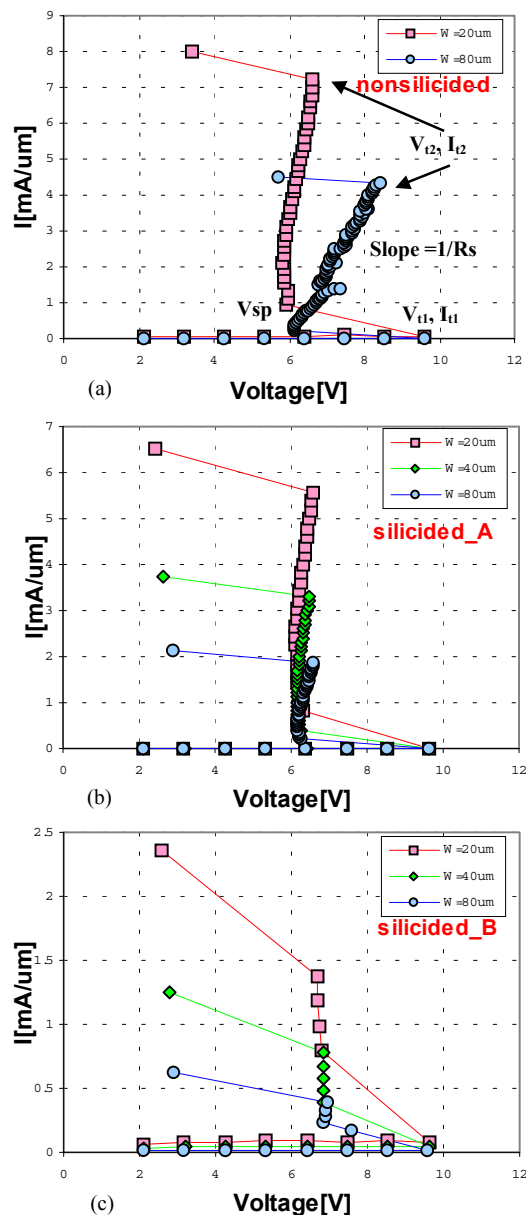 9
8
7
6
5
4
3
2
1
0
I[mA/um]
W=20um
W=80um
nonsilicided
Vt2, It2
Slope =1/Rs
Vsp
Vt1, It1
0 2 4 6 8 10 12
(a)
Voltage[V]
7
6
5
4
3
2
1
0
I[mA/um]
W=20um
W=40um
W=80um
silicided_A
0 2 4 6 8 10 12
(b)
Voltage[V]
2.5
2
1.5
1
0.5
0
I[mA/um]
W=20um
W=40um
W=80um
silicided_B
0 2 4 6 8 10 12
(c)
Voltage[V]